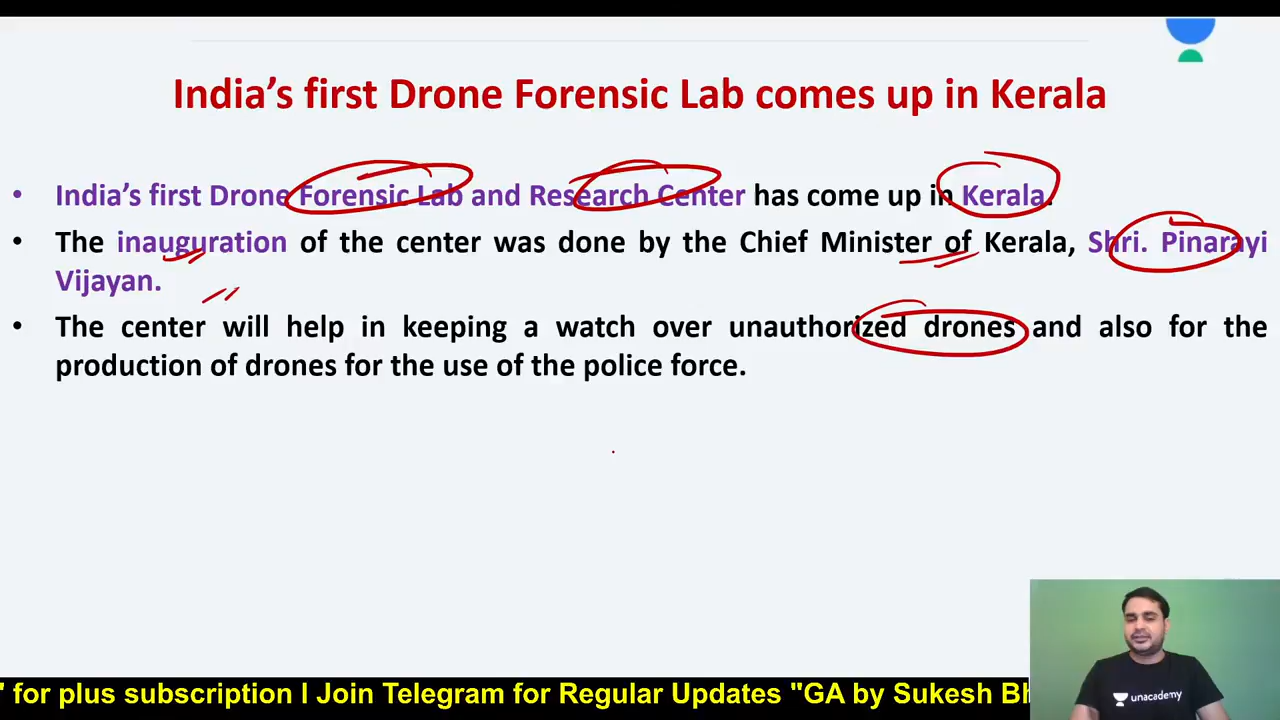 India's first Drone Forensic Lab comes up in Kerala
• India's first Drone Forensic Lab and Research Center has come up in Kerala.
• The inauguration of the center was done by the Chief Minister of Kerala, Shri. Pinarayi
Vijayan.
• The center will help in keeping a watch over unauthorized drones and also for the
production of drones for the use of the police force.
unacademy
" for plus subscription I Join Telegram for Regular Updates "GA by Sukesh